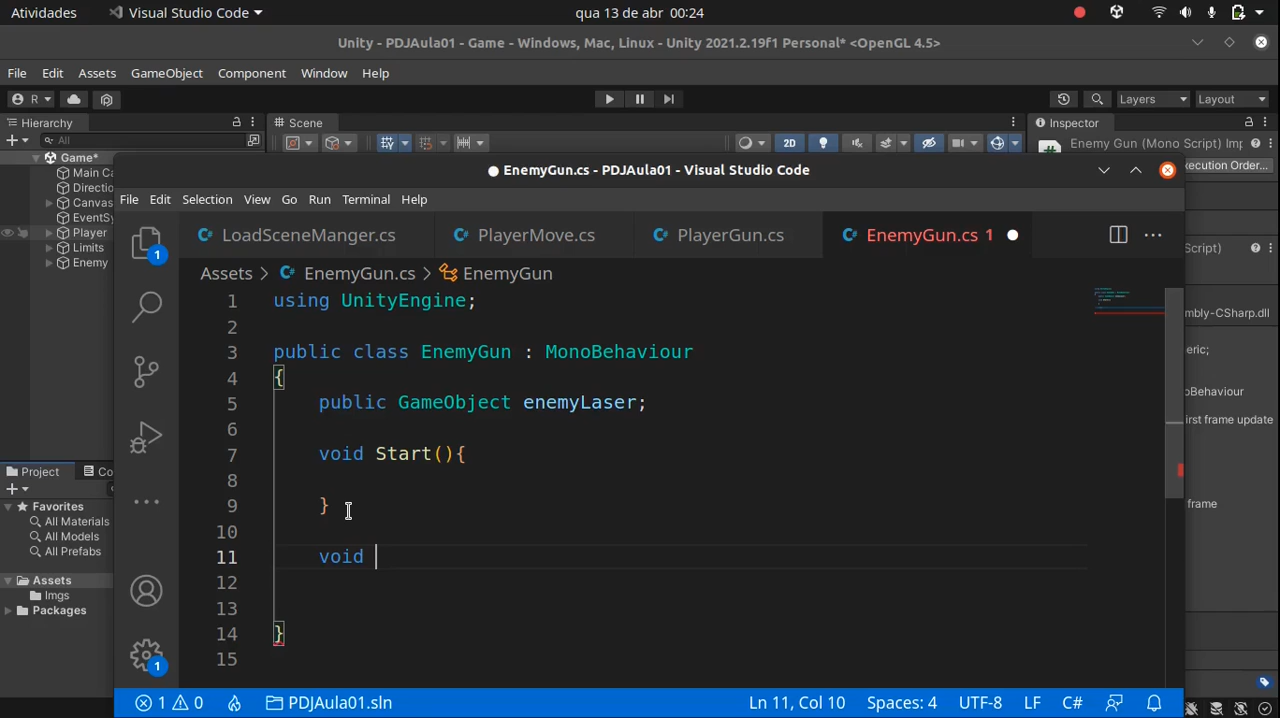 Atividades Visual Studio Code qua 13 de abr 00:24
Unity - PDJAula01 - Game - Windows, Mac, Linux - Unity 2021.2.19f1 Personal* <OpenGL 4.5>
File Edit Assets GameObject Component Window Help
R Layers Layout
Hierarchy Scene Inspector
All 2D Enemy Gun (Mono Script) Imp
Game* xecution Order...
Main Ca
EnemyGun.cs - PDJAula01 - Visual Studio Code
Directio
File Edit Selection View Go Run Terminal Help
Canvas
EventSy
Player LoadSceneManger.cs PlayerMove.cs PlayerGun.cs EnemyGun.cs 1
Limits Script)
Enemy Assets > EnemyGun.cs > EnemyGun
1 using UnityEngine;
mbly-CSharp.dll
2
3 public class EnemyGun : MonoBehaviour
eric;
4 {
oBehaviour
5 public GameObject enemyLaser;
irst frame update
6
7 void Start(){
Project Co
8
9 }
frame
Favorites
All Materials
All Models
All Prefabs
10
11 void
Assets
12
Imgs
13
Packages
14 }
15
1 0 PDJAula01.sln Ln 11, Col 10 Spaces: 4 UTF-8 LF C#